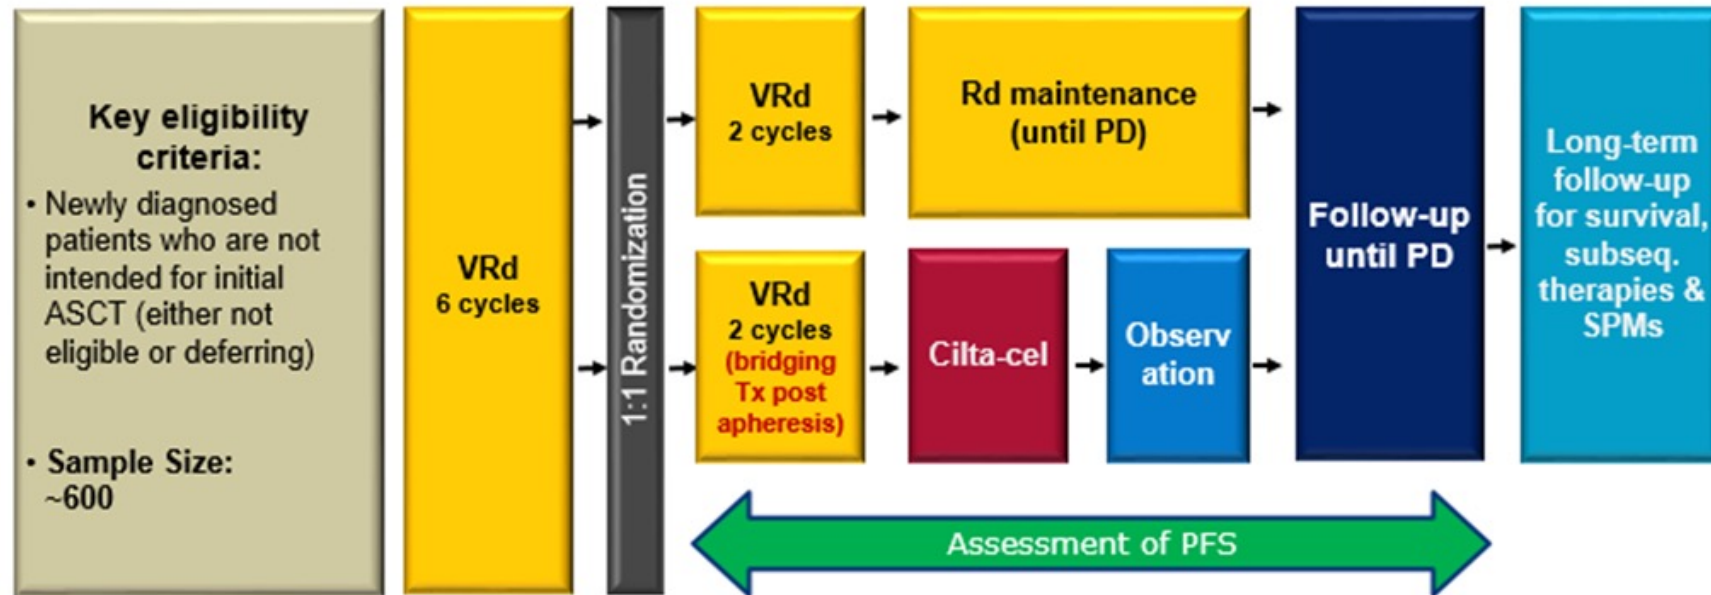 Key eligibility
criteria:
• Newly diagnosed
patients who are not
intended for initial
ASCT (either not
eligible or deferring)
• Sample Size:
~600
VRd
6 cycles
1:1 Randomization
VRd
2 cycles
Rd maintenance
(until PD)
VRd
2 cycles
(bridging
Tx post
apheresis)
Cilta-cel
Observ
ation
Follow-up
until PD
Long-term
follow-up
for survival,
subseq.
therapies &
SPMs
Assessment of PFS